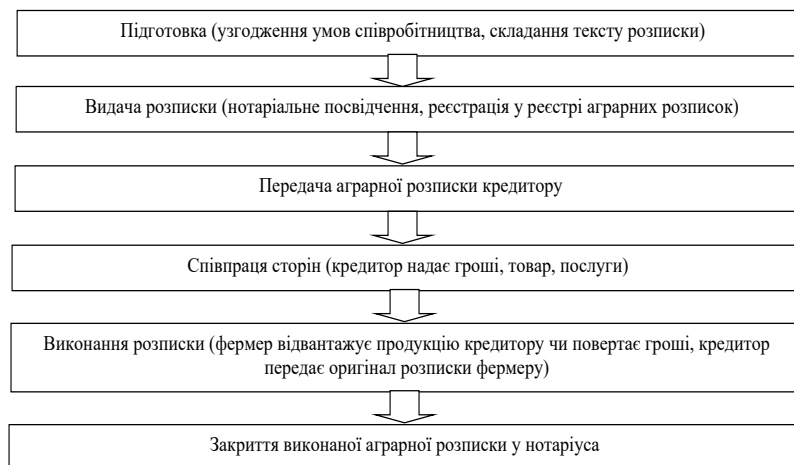 Підготовка (узгодження умов співробітництва, складання тексту розписки)
Видача розписки (нотаріальне посвідчення, реєстрація у реєстрі аграрних розписок)
Передача аграрної розписки кредитору
Співпраця сторін (кредитор надає гроші, товар, послуги)
Виконання розписки (фермер відвантажує продукцію кредитору чи повертає гроші, кредитор
передає оригінал розписки фермеру)
Закриття виконаної аграрної розписки у нотаріуса